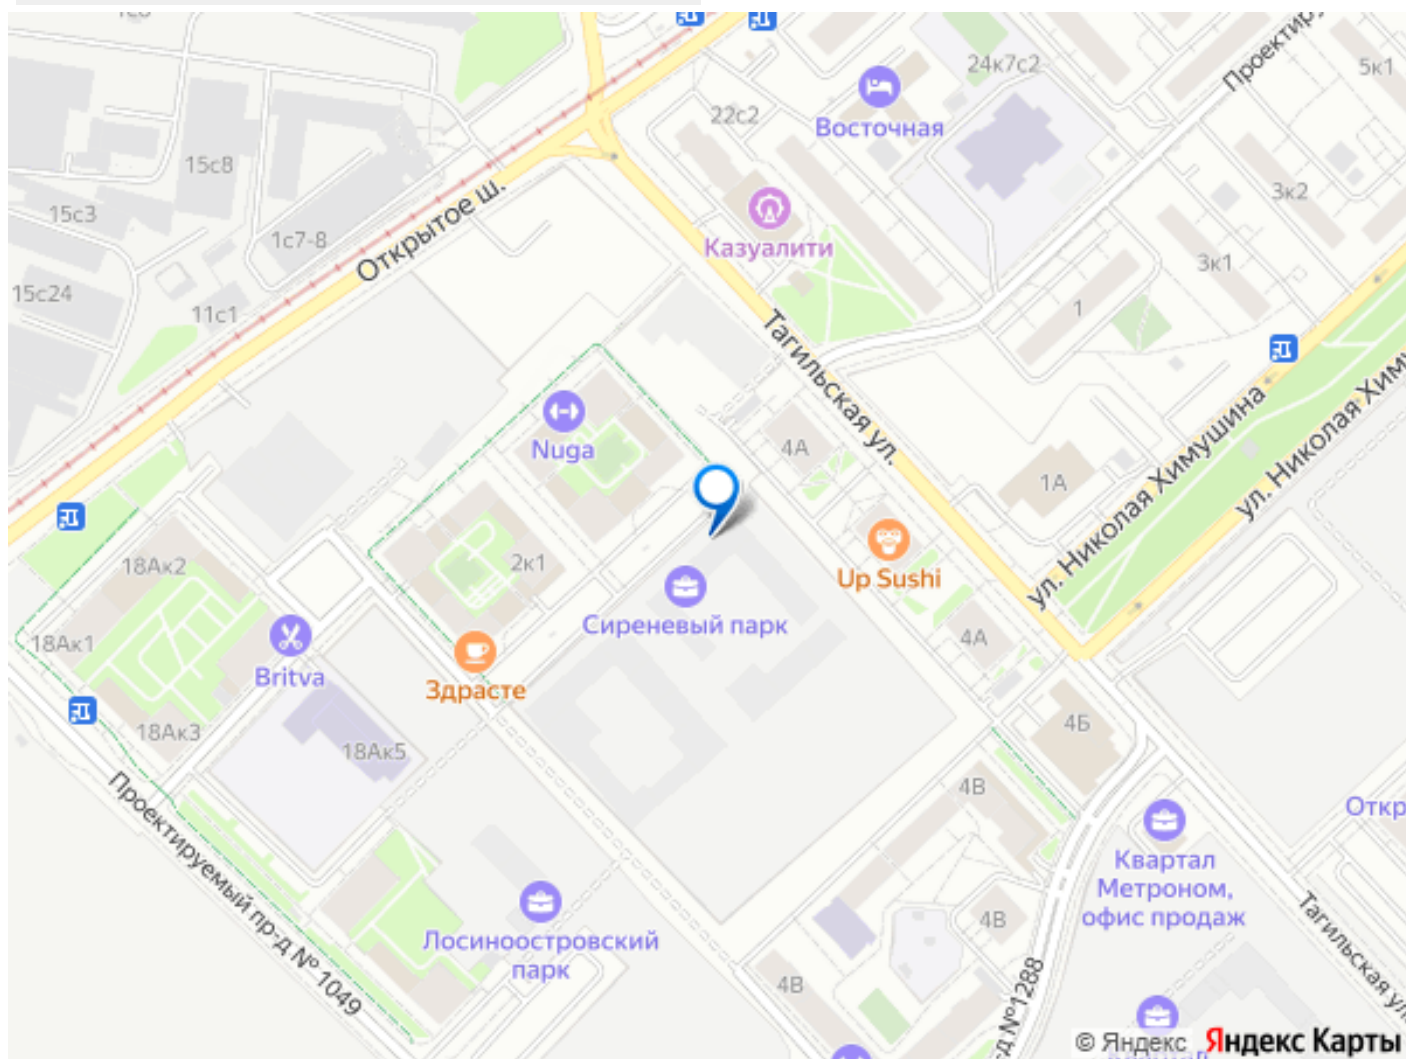 24к7с2
5к1
22с2
Восточная
15с8
3к2
15с3
Открытое ш.
1с7-8
Казуалити
3к1
15с24
11с1
1
Тагильская ул.
Nuga
4А
1А
ул. Николая Химушина
2к1
18Ак2
Up Sushi
Сиреневый парк
18Ак1
4А
Britva
Здрасте
18Ак3
18Ак5
4Б
4В
Квартал
Метроном,
офис продаж
Проектируемый пр-д № 1049
Лосиноостровский
парк
4В
4В
Тагильская ул.
© Яндекс Яндекс Карты